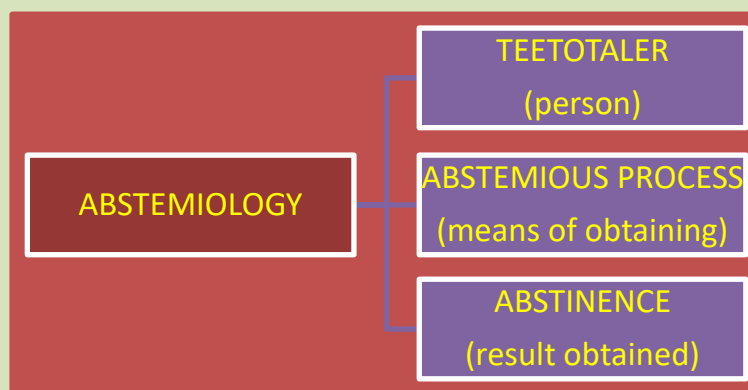 ABSTEMIOLOGY
TEETOTALER
(person)
ABSTEMIOUS PROCESS
(means of obtaining)
ABSTINENCE
(result obtained)